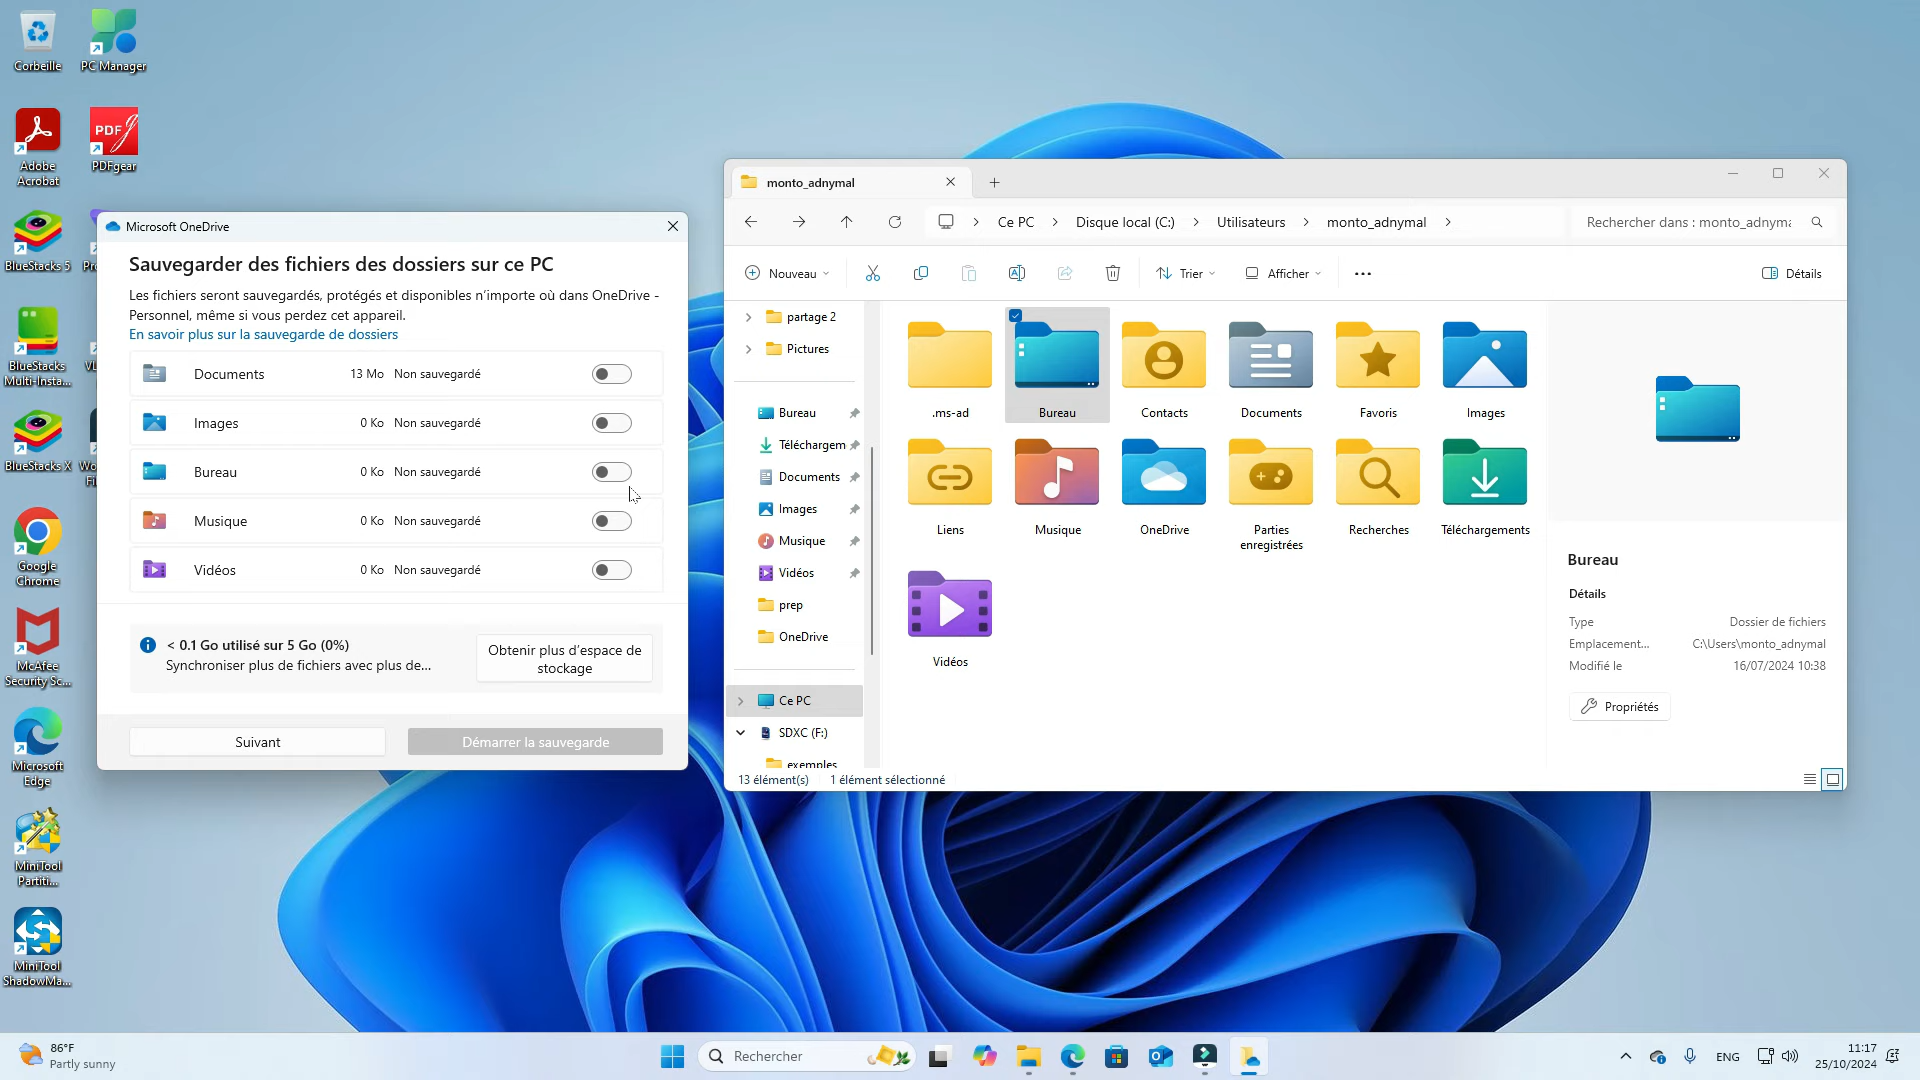 Corbeille
PC Manager
Adobe
Acrobat
PDFgear
BlueStacks 5
BlueStacks
Multi-Insta...
BlueStacks X
Google
Chrome
McAfee
Security Sc...
Microsoft
Edge
MiniTool
Partiti...
MiniTool
ShadowMa...
Microsoft OneDrive
Sauvegarder des fichiers des dossiers sur ce PC
Les fichiers seront sauvegardés, protégés et disponibles n’importe où dans OneDrive -
Personnel, même si vous perdez cet appareil.
En savoir plus sur la sauvegarde de dossiers
Documents 13 Mo Non sauvegardé
Images 0 Ko Non sauvegardé
Bureau 0 Ko Non sauvegardé
Musique 0 Ko Non sauvegardé
Vidéos 0 Ko Non sauvegardé
< 0.1 Go utilisé sur 5 Go (0%)
Synchroniser plus de fichiers avec plus de...
Obtenir plus d’espace de
stockage
Suivant
Démarrer la sauvegarde
monto_adnymal
Ce PC > Disque local (C:) > Utilisateurs > monto_adnymal >
Rechercher dans : monto_adnyma
Nouveau
Trier
Afficher
Détails
partage 2
Pictures
Bureau
Téléchargem
Documents
Images
Musique
Vidéos
prep
OneDrive
Ce PC
SDXC (F:)
exemples
.ms-ad
Bureau
Contacts
Documents
Favoris
Images
Liens
Musique
OneDrive
Parties
enregistrées
Recherches
Téléchargements
Vidéos
Bureau
Détails
Type Dossier de fichiers
Emplacement... C:\Users\monto_adnymal
Modifié le 16/07/2024 10:38
Propriétés
13 élément(s)
1 élément sélectionné
86°F
Partly sunny
Rechercher
ENG
11:17
25/10/2024